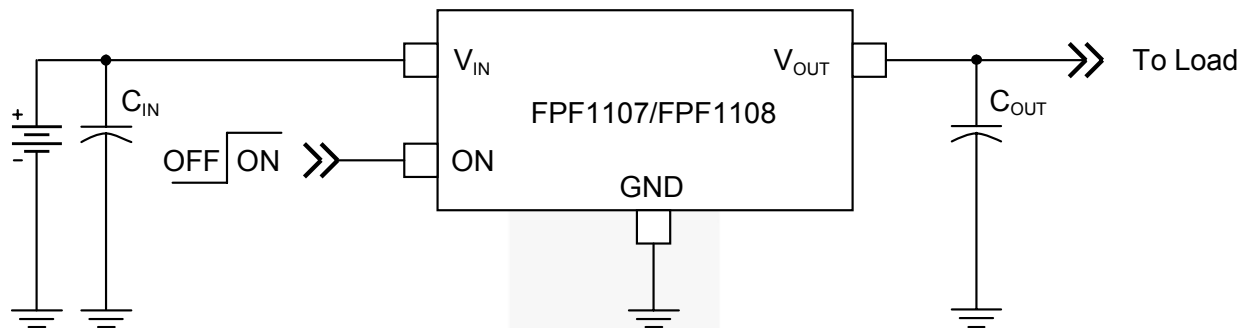 V_IN
V_OUT
To Load
C_IN
C_OUT
FPF1107/FPF1108
+
-
OFF ON
ON
GND